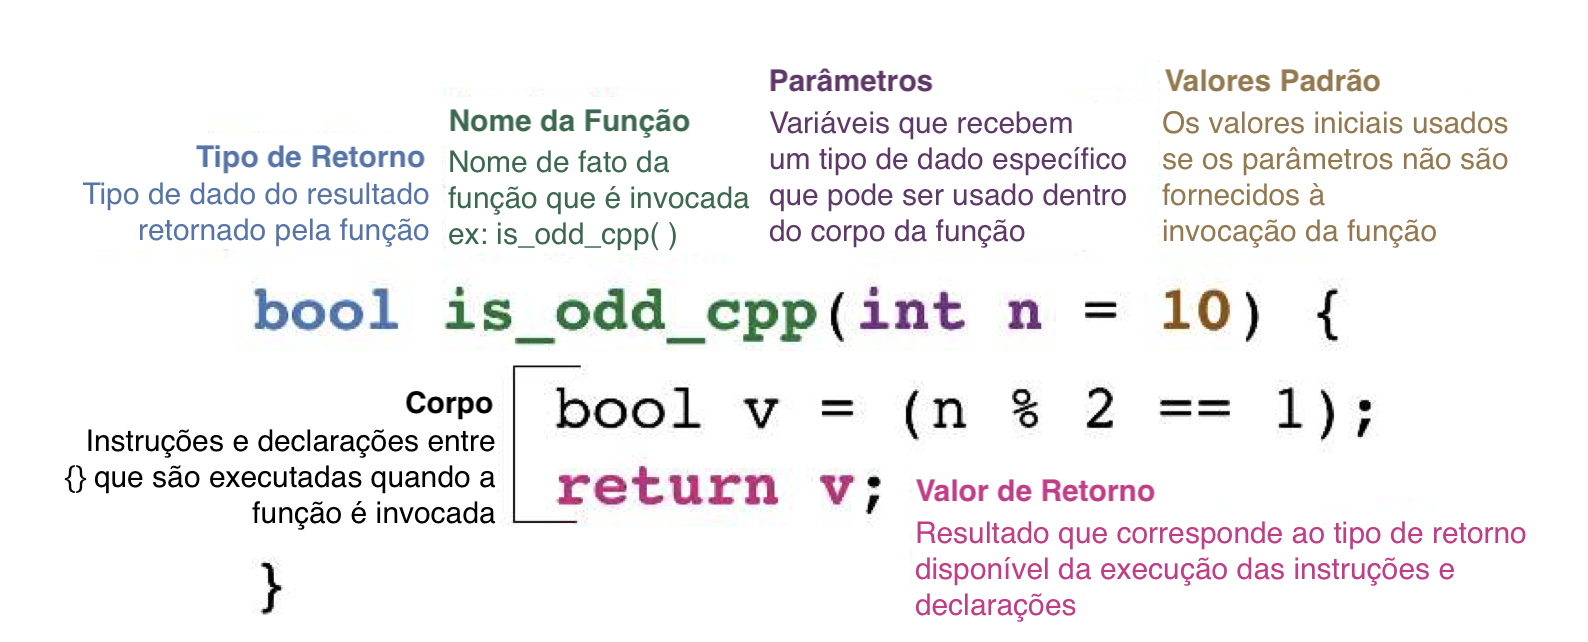 Tipo de Retorno
Tipo de dado do resultado
retornado pela função
Nome da Função
Nome de fato da
função que é invocada
ex: is_odd_cpp( )
Parâmetros
Variáveis que recebem
um tipo de dado específico
que pode ser usado dentro
do corpo da função
Valores Padrão
Os valores iniciais usados
se os parâmetros não são
fornecidos à
invocação da função
bool is_odd_cpp(int n = 10) {
Corpo
Instruções e declarações entre
{} que são executadas quando a
função é invocada
bool v = (n % 2 == 1);
return v;
Valor de Retorno
Resultado que corresponde ao tipo de retorno
disponível da execução das instruções e
declarações
}